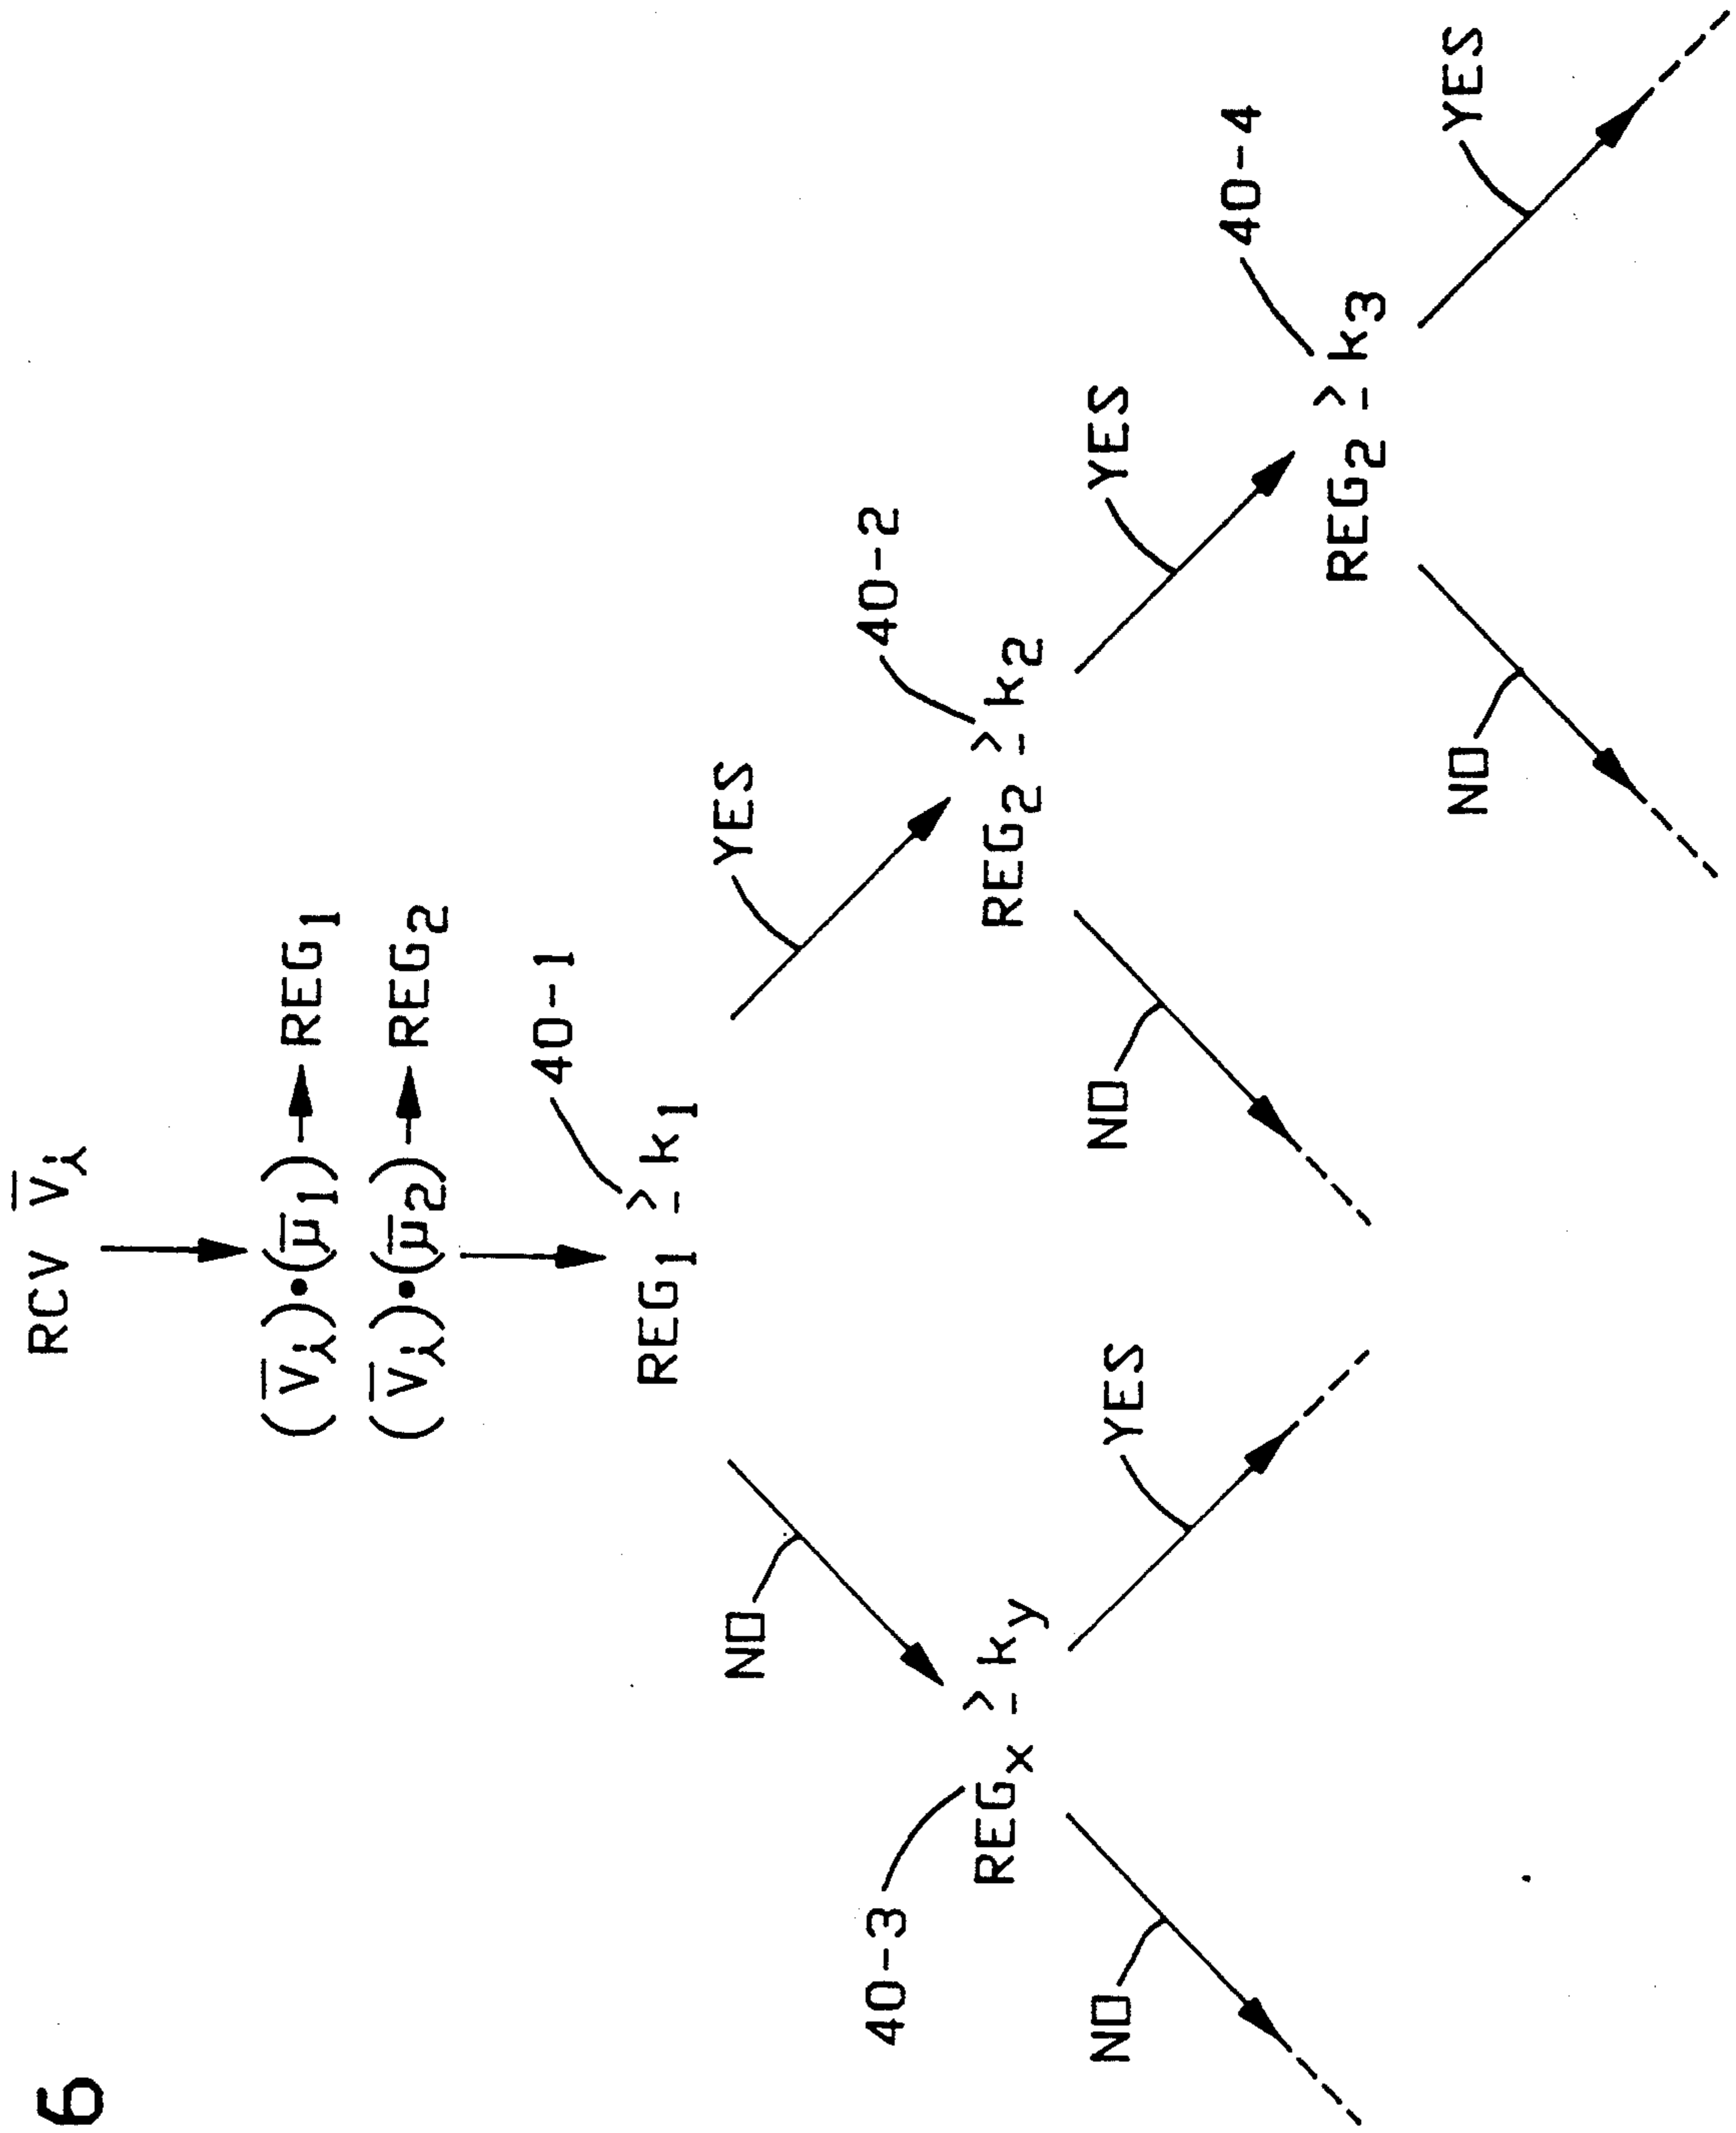 6
RCV V̅i
(V̅i)•(μ̅1)→REG1
(V̅i)•(μ̅2)→REG2
40-1
REG1 ≥ k1
NO
YES
40-3
40-2
REGx ≥ ky
REG2 ≥ k2
NO
YES
NO
YES
40-4
REG2 ≥ k3
NO
YES